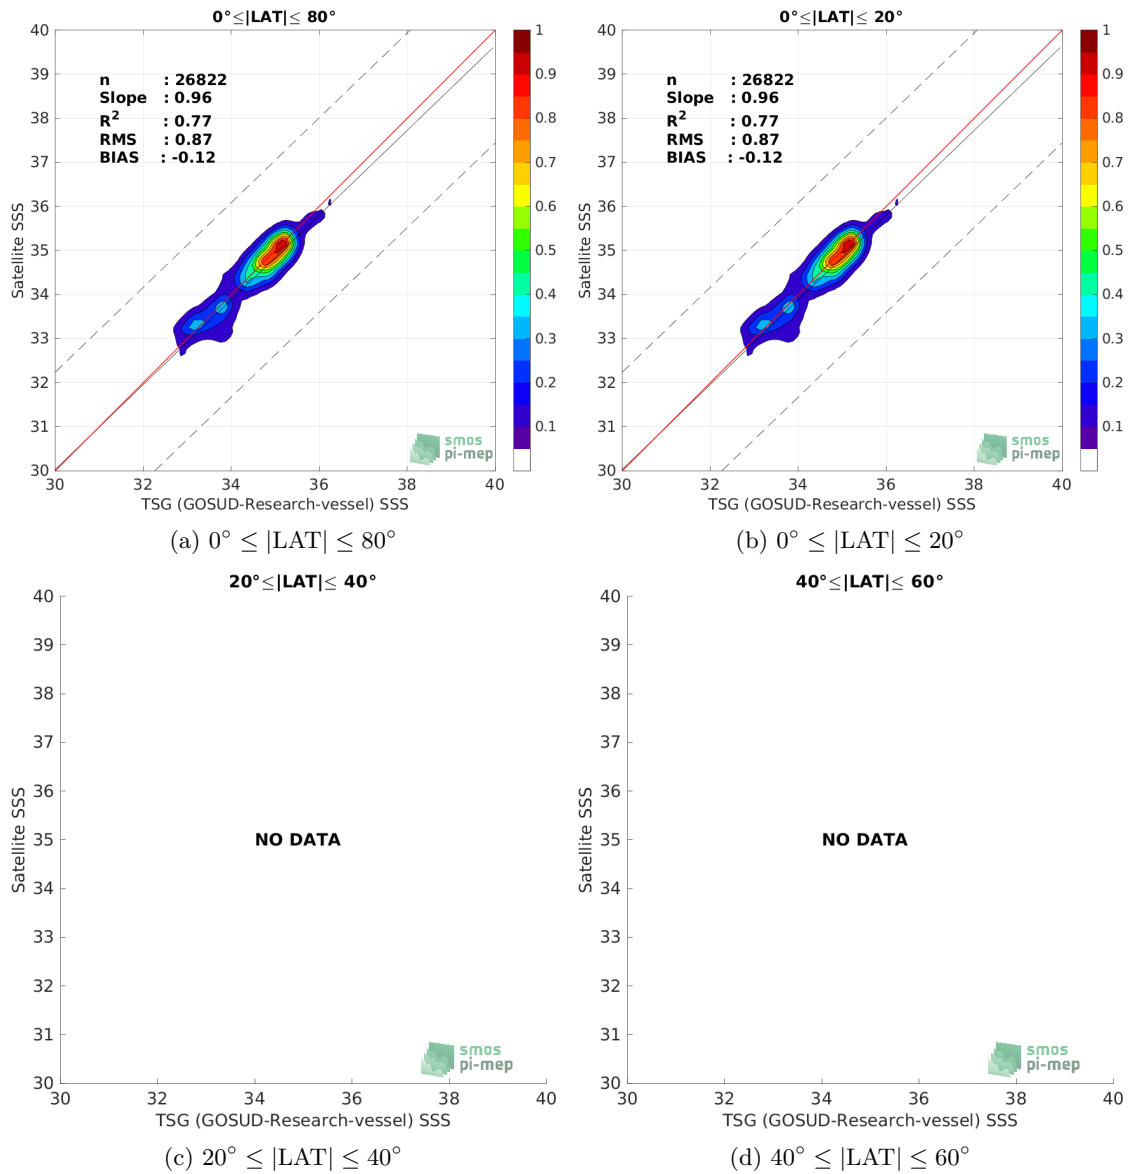 0°≤|LAT|≤ 80°
40
39
38
37
36
35
34
33
32
31
30
Satellite SSS
n : 26822
Slope : 0.96
R² : 0.77
RMS : 0.87
BIAS : -0.12
smos
pi-mep
30 32 34 36 38 40
TSG (GOSUD-Research-vessel) SSS
1
0.9
0.8
0.7
0.6
0.5
0.4
0.3
0.2
0.1
(a) 0° ≤ |LAT| ≤ 80°
0°≤|LAT|≤ 20°
40
39
38
37
36
35
34
33
32
31
30
Satellite SSS
n : 26822
Slope : 0.96
R² : 0.77
RMS : 0.87
BIAS : -0.12
smos
pi-mep
30 32 34 36 38 40
TSG (GOSUD-Research-vessel) SSS
1
0.9
0.8
0.7
0.6
0.5
0.4
0.3
0.2
0.1
(b) 0° ≤ |LAT| ≤ 20°
20°≤|LAT|≤ 40°
40
39
38
37
36
35
34
33
32
31
30
Satellite SSS
NO DATA
smos
pi-mep
30 32 34 36 38 40
TSG (GOSUD-Research-vessel) SSS
(c) 20° ≤ |LAT| ≤ 40°
40°≤|LAT|≤ 60°
40
39
38
37
36
35
34
33
32
31
30
Satellite SSS
NO DATA
smos
pi-mep
30 32 34 36 38 40
TSG (GOSUD-Research-vessel) SSS
(d) 40° ≤ |LAT| ≤ 60°